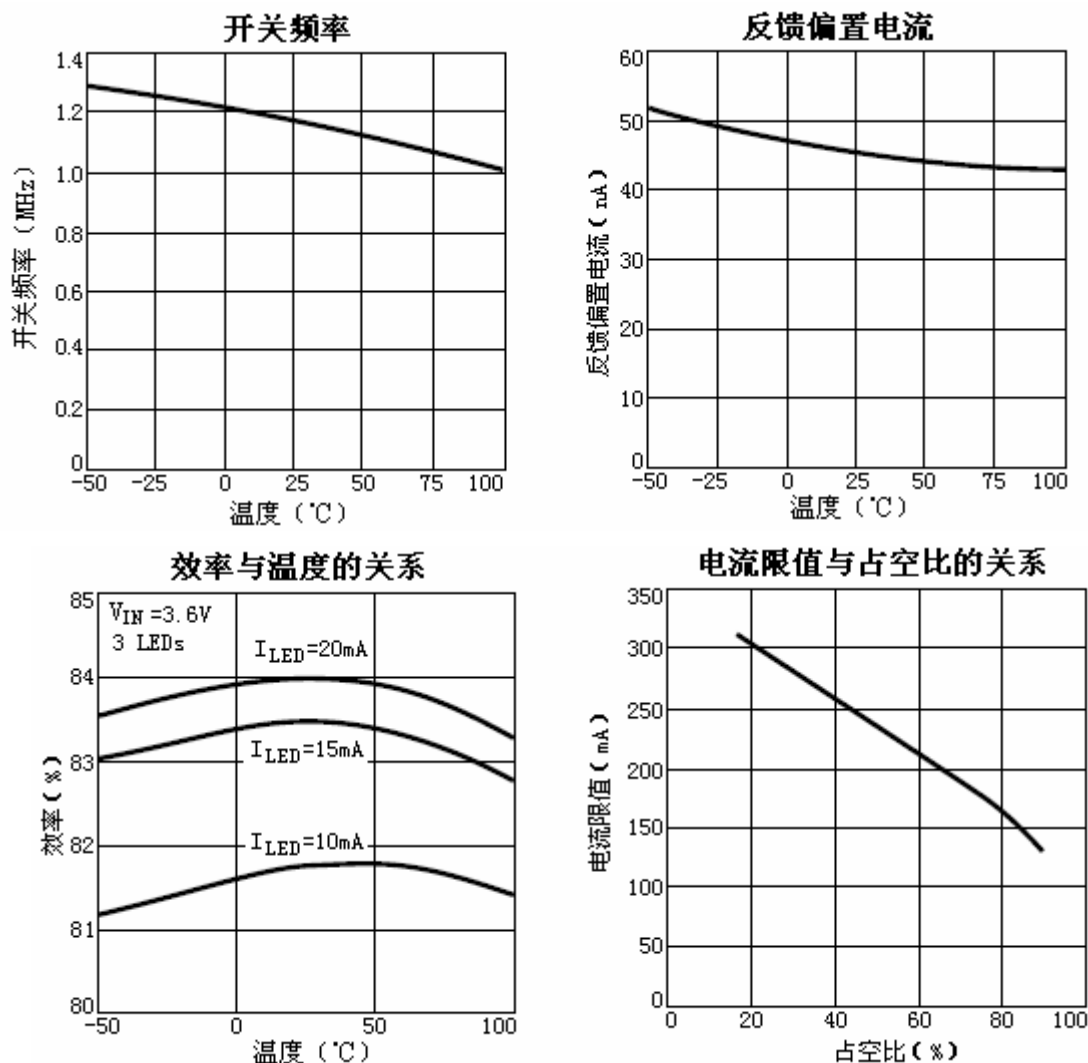 开关频率
1.4
1.2
1.0
0.8
0.6
0.4
0.2
0
开关频率（MHz）
-50 -25 0 25 50 75 100
温度（℃）
反馈偏置电流
60
50
40
30
20
10
0
反馈偏置电流(nA)
-50 -25 0 25 50 75 100
温度（℃）
效率与温度的关系
85
84
83
82
81
80
效率(%)
VIN=3.6V
3 LEDs
ILED=20mA
ILED=15mA
ILED=10mA
-50 0 50 100
温度（℃）
电流限值与占空比的关系
350
300
250
200
150
100
50
0
电流限值(mA)
0 20 40 60 80 100
占空比(%)